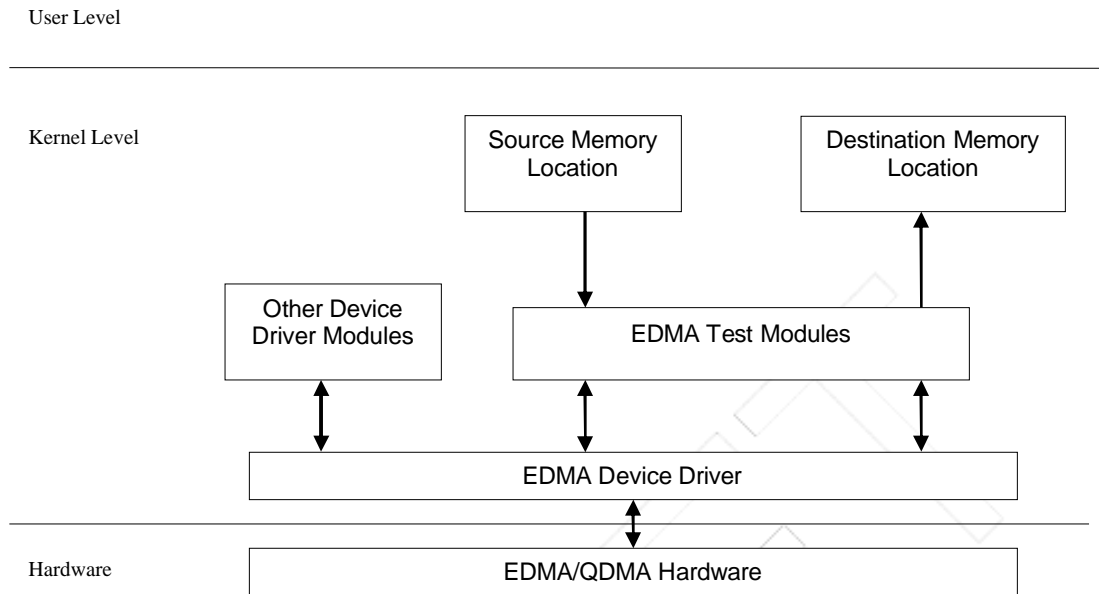 User Level
Kernel Level
Source Memory
Location
Destination Memory
Location
Other Device
Driver Modules
EDMA Test Modules
EDMA Device Driver
Hardware
EDMA/QDMA Hardware